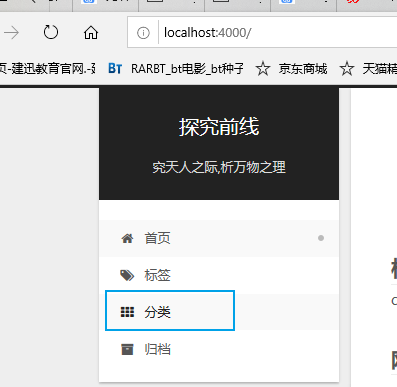 localhost:4000/
页-建迅教育官网.-建
BT RARBT_bt电影_bt种子
京东商城
天猫精
探究前线
究天人之际,析万物之理
首页
标签
分类
归档